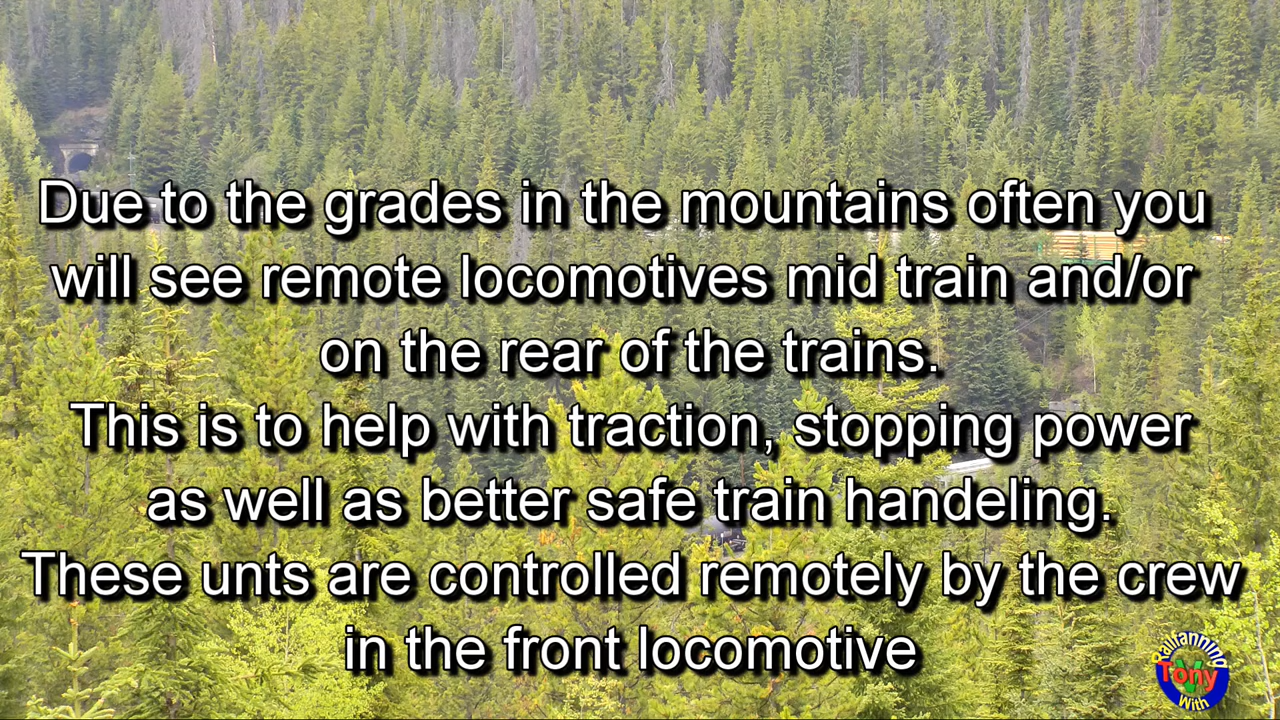 Due to the grades in the mountains often you
will see remote locomotives mid train and/or
on the rear of the trains.
This is to help with traction, stopping power
as well as better safe train handeling.
These unts are controlled remotely by the crew
in the front locomotive
Railfanning
Tony V
With